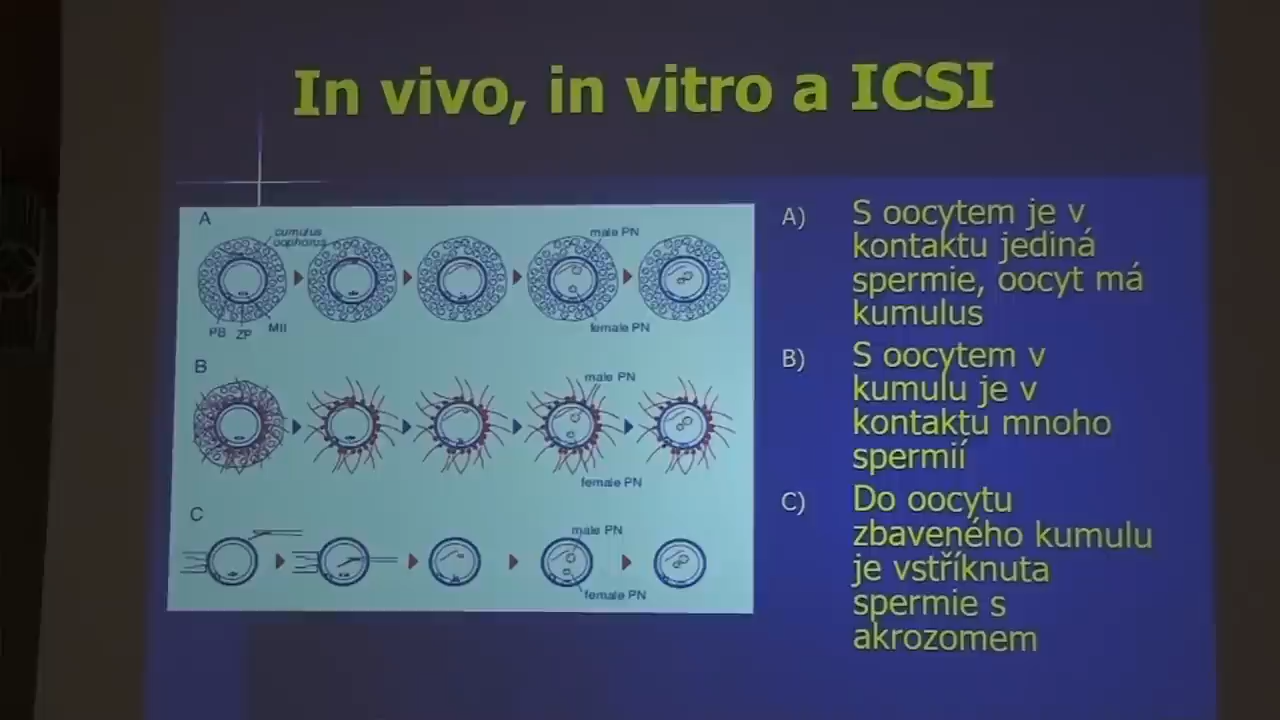 In vivo, in vitro a ICSI
A
cumulus
oophorus
male PN
PB
ZP
MII
female PN
B
male PN
female PN
C
male PN
female PN
A) S oocytem je v
kontaktu jediná
spermie, oocyt má
kumulus
B) S oocytem v
kumulu je v
kontaktu mnoho
spermií
C) Do oocytu
zbaveného kumulu
je vstříknuta
spermie s
akrozomem